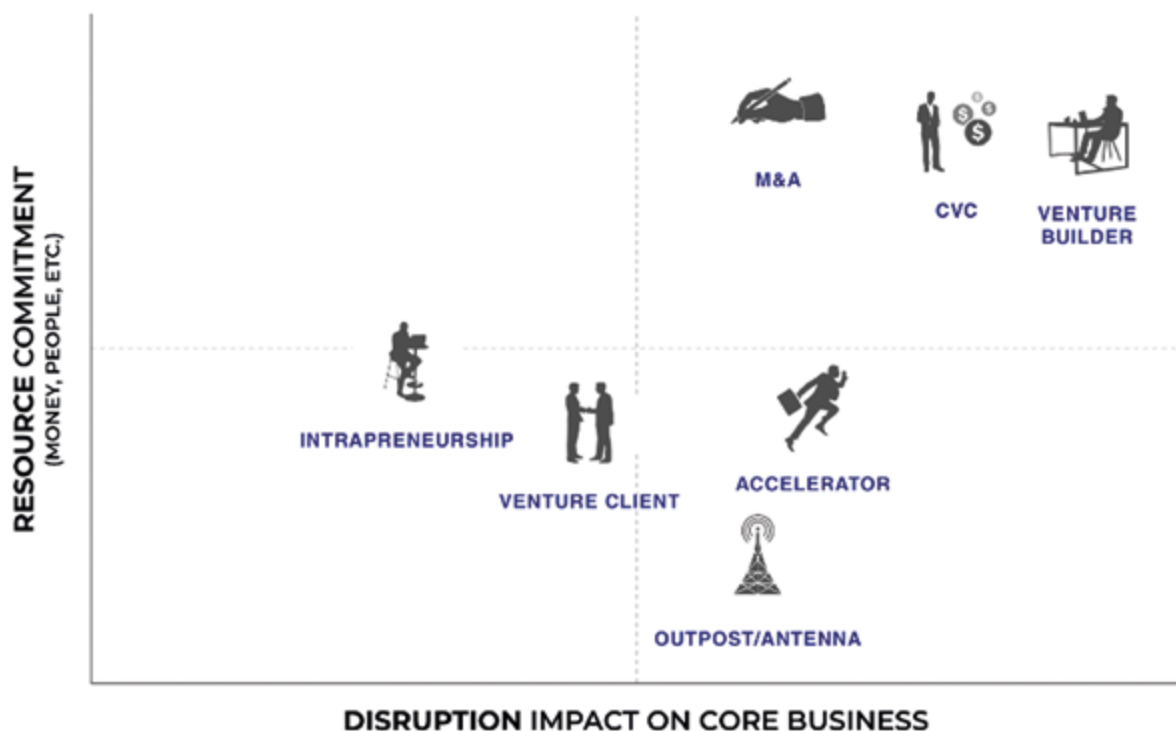 RESOURCE COMMITMENT
(MONEY, PEOPLE, ETC.)
M&A
CVC
VENTURE
BUILDER
$
$
$
$
INTRAPRENEURSHIP
VENTURE CLIENT
ACCELERATOR
OUTPOST/ANTENNA
DISRUPTION IMPACT ON CORE BUSINESS